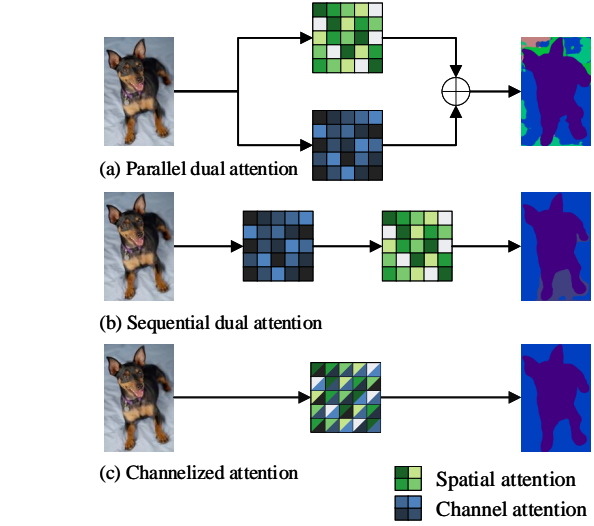 (a) Parallel dual attention
(b) Sequential dual attention
(c) Channelized attention
Spatial attention
Channel attention